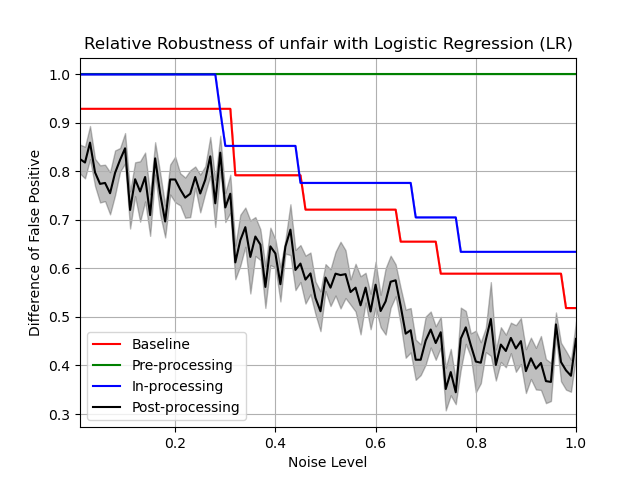 Relative Robustness of unfair with Logistic Regression (LR)
Difference of False Positive
1.0
0.9
0.8
0.7
0.6
0.5
0.4
0.3
Baseline
Pre-processing
In-processing
Post-processing
0.2 0.4 0.6 0.8 1.0
Noise Level